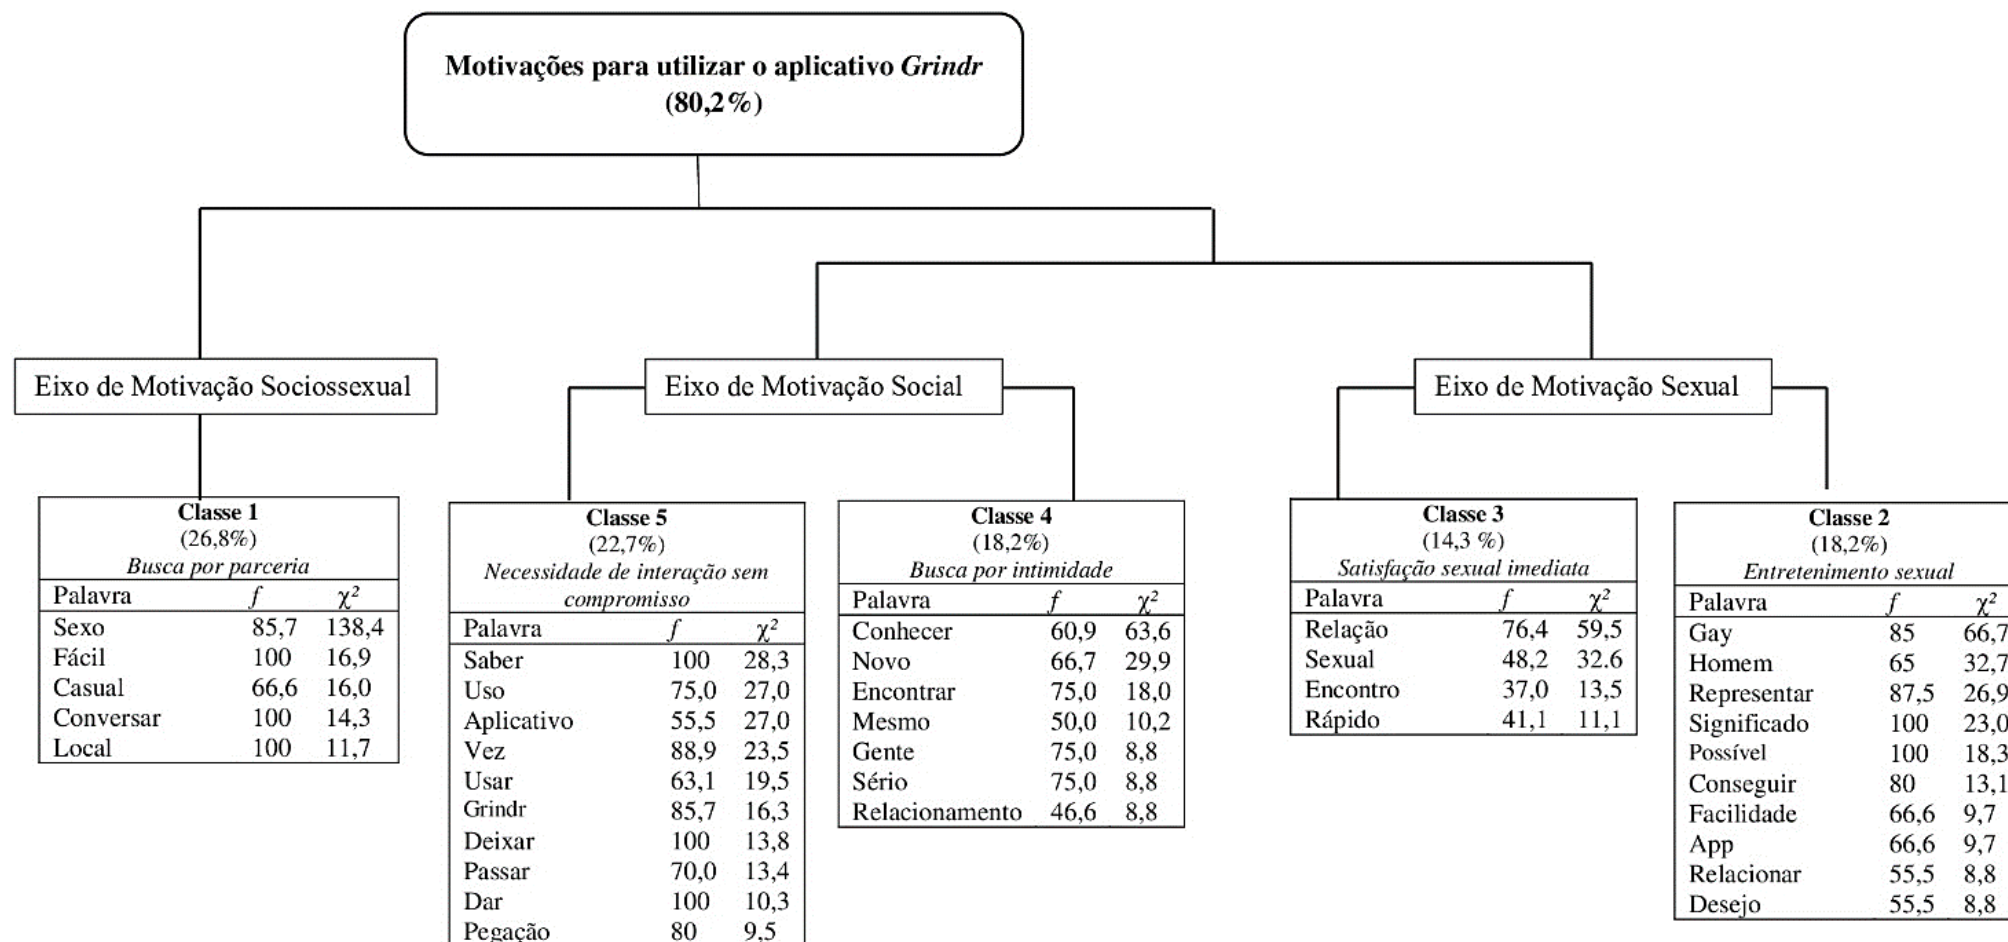 Motivações para utilizar o aplicativo Grindr
(80,2%)
Eixo de Motivação Sociossexual
Eixo de Motivação Social
Eixo de Motivação Sexual
Classe 1
(26,8%)
Busca por parceria
Palavra f χ²
Sexo 85,7 138,4
Fácil 100 16,9
Casual 66,6 16,0
Conversar 100 14,3
Local 100 11,7
Classe 5
(22,7%)
Necessidade de interação sem
compromisso
Palavra f χ²
Saber 100 28,3
Uso 75,0 27,0
Aplicativo 55,5 27,0
Vez 88,9 23,5
Usar 63,1 19,5
Grindr 85,7 16,3
Deixar 100 13,8
Passar 70,0 13,4
Dar 100 10,3
Pegação 80 9,5
Classe 4
(18,2%)
Busca por intimidade
Palavra f χ²
Conhecer 60,9 63,6
Novo 66,7 29,9
Encontrar 75,0 18,0
Mesmo 50,0 10,2
Gente 75,0 8,8
Sério 75,0 8,8
Relacionamento 46,6 8,8
Classe 3
(14,3 %)
Satisfação sexual imediata
Palavra f χ²
Relação 76,4 59,5
Sexual 48,2 32.6
Encontro 37,0 13,5
Rápido 41,1 11,1
Classe 2
(18,2%)
Entretenimento sexual
Palavra f χ²
Gay 85 66,7
Homem 65 32,7
Representar 87,5 26,9
Significado 100 23,0
Possível 100 18,3
Conseguir 80 13,1
Facilidade 66,6 9,7
App 66,6 9,7
Relacionar 55,5 8,8
Desejo 55,5 8,8